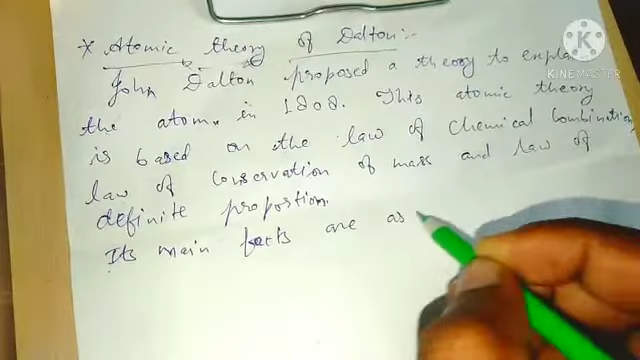 * Atomic theory of Dalton:-
John Dalton proposed a theory to explain
the atom in 1808. This atomic theory
is based on the law of chemical combination
law of conservation of mass and law of
definite proportion.
Its main facts are as
KINEMASTER